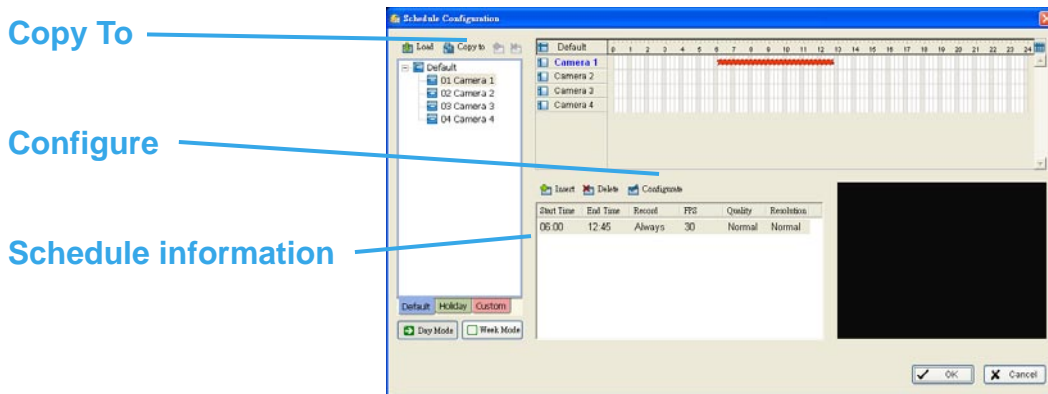 Copy To
Configure
Schedule information
Schedule Configuration
Load Copy to
Default
01 Camera 1
02 Camera 2
03 Camera 3
04 Camera 4
Default Holiday Custom
Day Mode Week Mode
Default 0 1 2 3 4 5 6 7 8 9 10 11 12 13 14 15 16 17 18 19 20 21 22 23 24
Camera 1
Camera 2
Camera 3
Camera 4
Insert Delete Configurate
Start Time End Time Record FPS Quality Resolution
06:00 12:45 Always 30 Normal Normal
OK Cancel